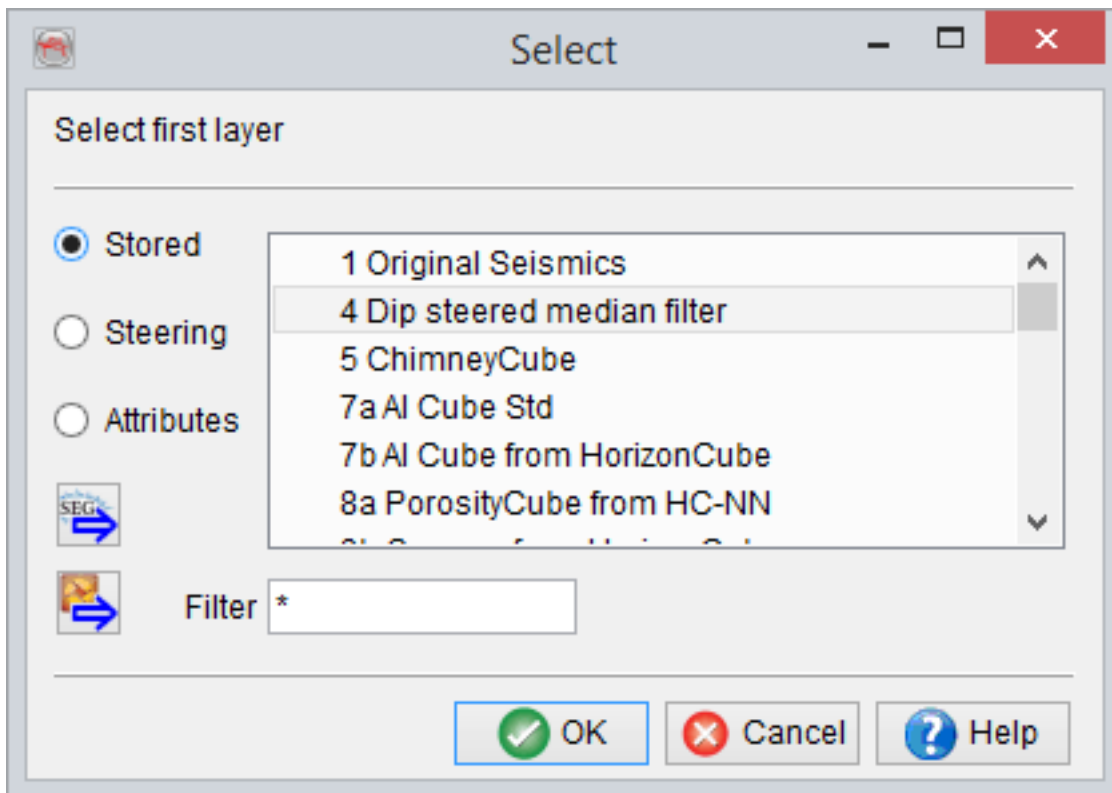 Select
Select first layer
Stored
Steering
Attributes
1 Original Seismics
4 Dip steered median filter
5 ChimneyCube
7a AI Cube Std
7b AI Cube from HorizonCube
8a PorosityCube from HC-NN
SEG
Filter *
OK
Cancel
Help